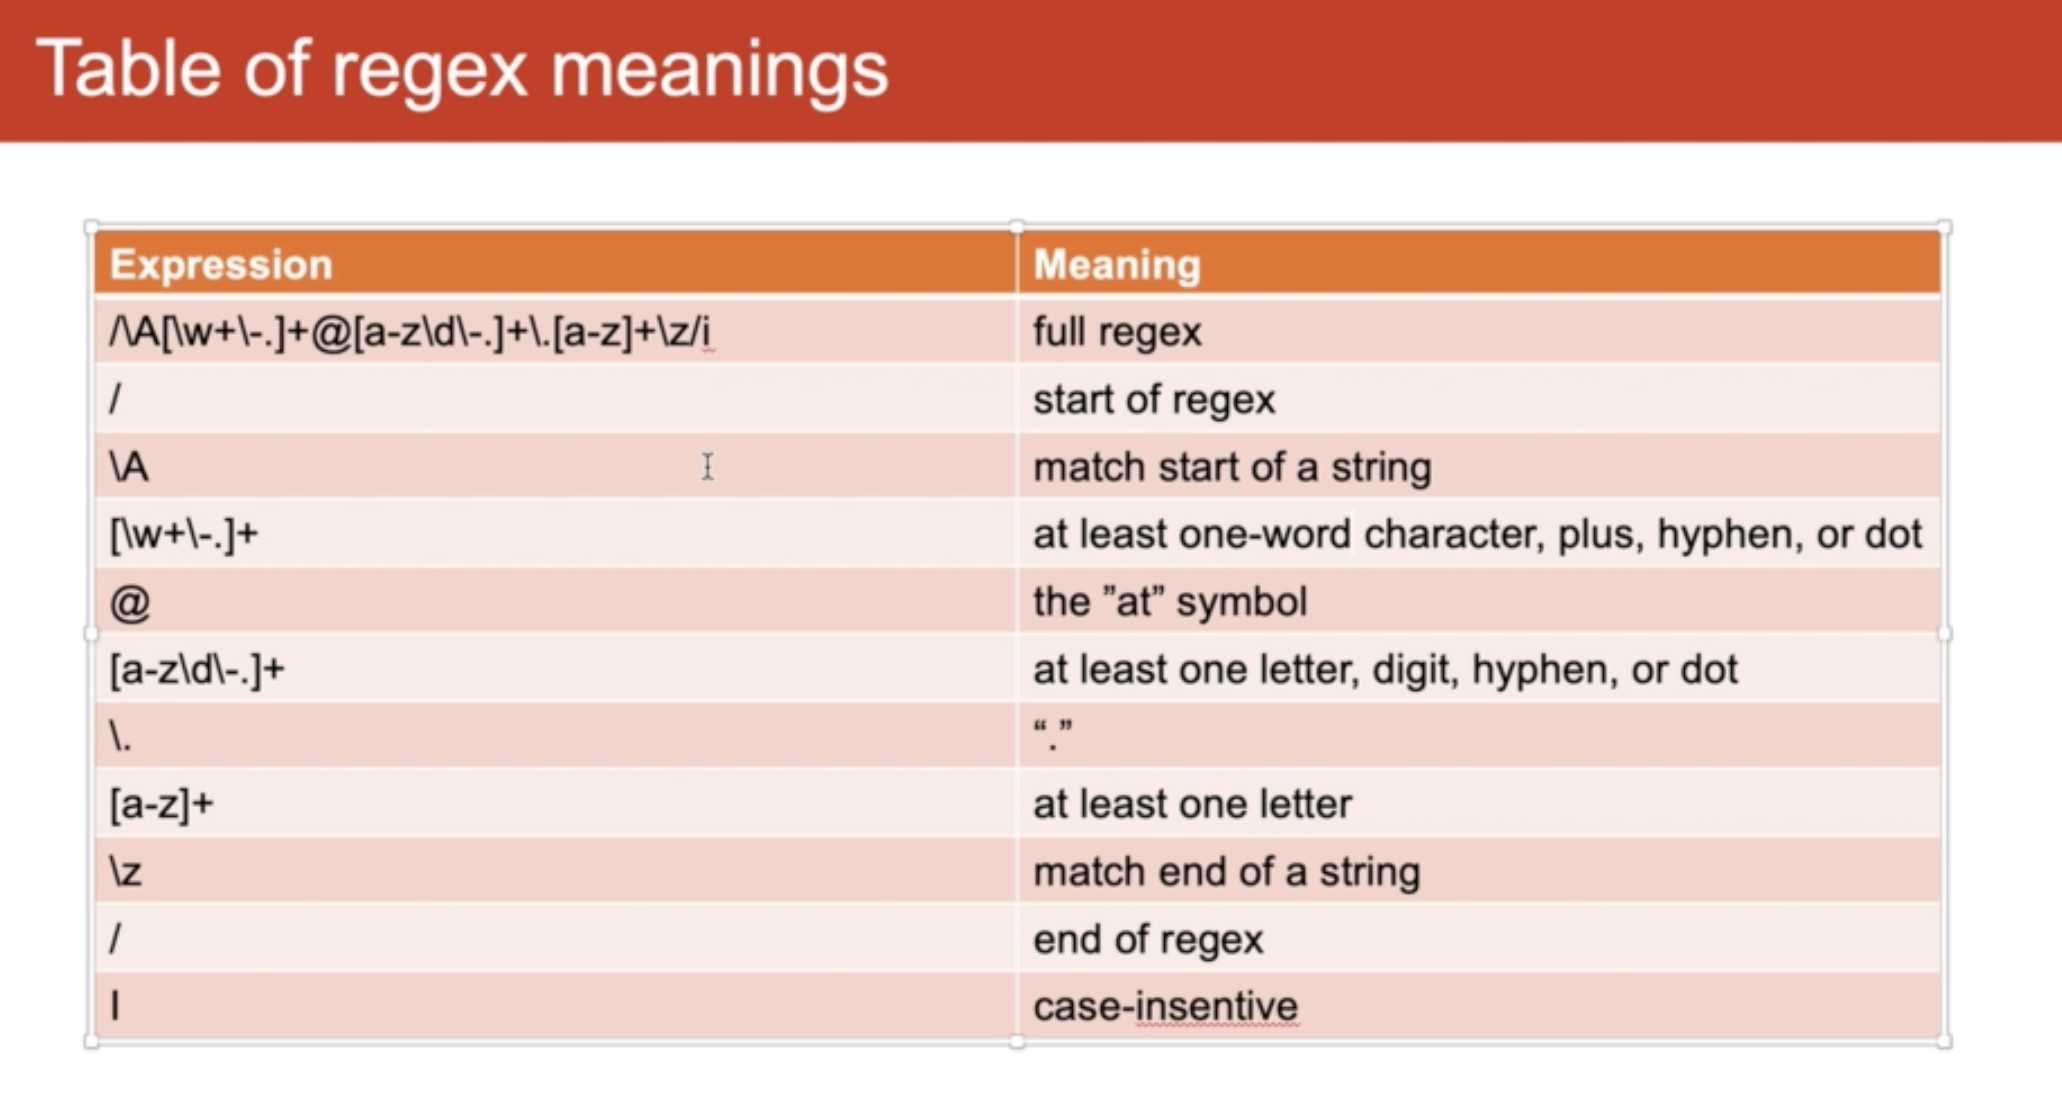 Table of regex meanings
Expression Meaning
/\A[\w+\-.]+@[a-z\d\-.]+\.[a-z]+\z/i full regex
/ start of regex
\A match start of a string
[\w+\-.]+ at least one-word character, plus, hyphen, or dot
@ the ”at” symbol
[a-z\d\-.]+ at least one letter, digit, hyphen, or dot
\. “.”
[a-z]+ at least one letter
\z match end of a string
/ end of regex
I case-insentive